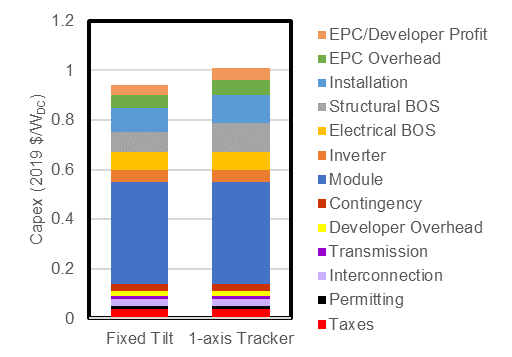 1.2
1
0.8
0.6
0.4
0.2
0
Capex (2019 $/WDC)
Fixed Tilt
1-axis Tracker
EPC/Developer Profit
EPC Overhead
Installation
Structural BOS
Electrical BOS
Inverter
Module
Contingency
Developer Overhead
Transmission
Interconnection
Permitting
Taxes